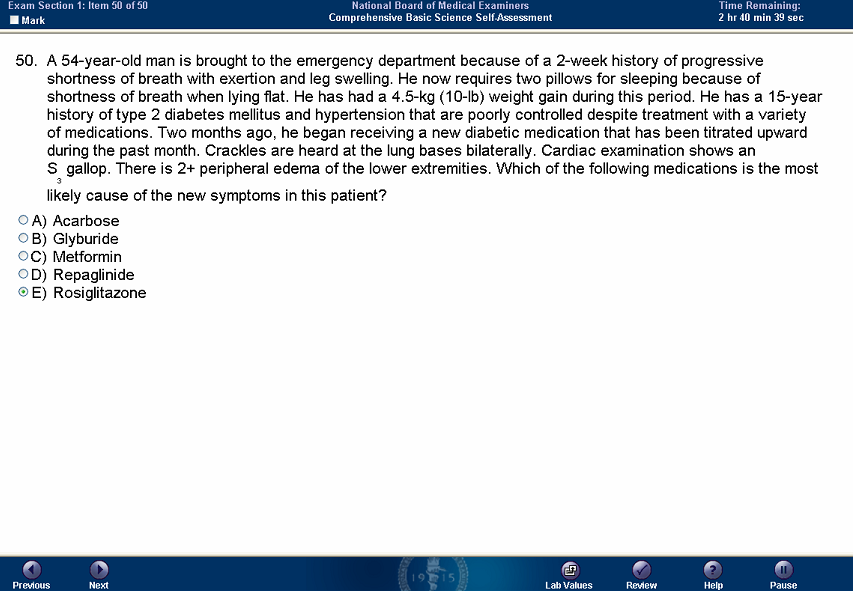 Exam Section 1: Item 50 of 50
National Board of Medical Examiners
Time Remaining:
Mark
Comprehensive Basic Science Self-Assessment
2 hr 40 min 39 sec
50. A 54-year-old man is brought to the emergency department because of a 2-week history of progressive
shortness of breath with exertion and leg swelling. He now requires two pillows for sleeping because of
shortness of breath when lying flat. He has had a 4.5-kg (10-lb) weight gain during this period. He has a 15-year
history of type 2 diabetes mellitus and hypertension that are poorly controlled despite treatment with a variety
of medications. Two months ago, he began receiving a new diabetic medication that has been titrated upward
during the past month. Crackles are heard at the lung bases bilaterally. Cardiac examination shows an
S3 gallop. There is 2+ peripheral edema of the lower extremities. Which of the following medications is the most
likely cause of the new symptoms in this patient?
A) Acarbose
B) Glyburide
C) Metformin
D) Repaglinide
E) Rosiglitazone
1915
Previous
Next
Lab Values
Review
Help
Pause